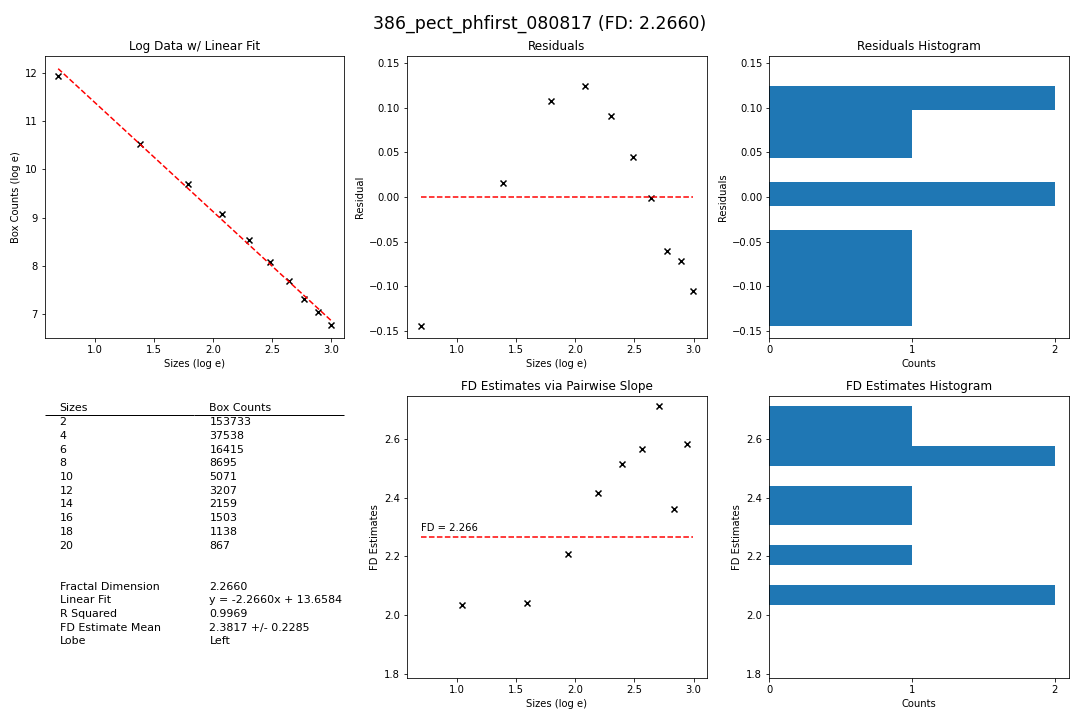 386_pect_phfirst_080817 (FD: 2.2660)
Log Data w/ Linear Fit
12
11
10
9
8
7
Box Counts (log e)
1.0 1.5 2.0 2.5 3.0
Sizes (log e)
Residuals
0.15
0.10
0.05
0.00
−0.05
−0.10
−0.15
Residual
1.0 1.5 2.0 2.5 3.0
Sizes (log e)
Residuals Histogram
0.15
0.10
0.05
0.00
−0.05
−0.10
−0.15
Residuals
0 1 2
Counts
Sizes Box Counts
2 153733
4 37538
6 16415
8 8695
10 5071
12 3207
14 2159
16 1503
18 1138
20 867
Fractal Dimension 2.2660
Linear Fit y = -2.2660x + 13.6584
R Squared 0.9969
FD Estimate Mean 2.3817 +/- 0.2285
Lobe Left
FD Estimates via Pairwise Slope
2.6
2.4
2.2
2.0
1.8
FD Estimates
FD = 2.266
1.0 1.5 2.0 2.5 3.0
Sizes (log e)
FD Estimates Histogram
2.6
2.4
2.2
2.0
1.8
FD Estimates
0 1 2
Counts